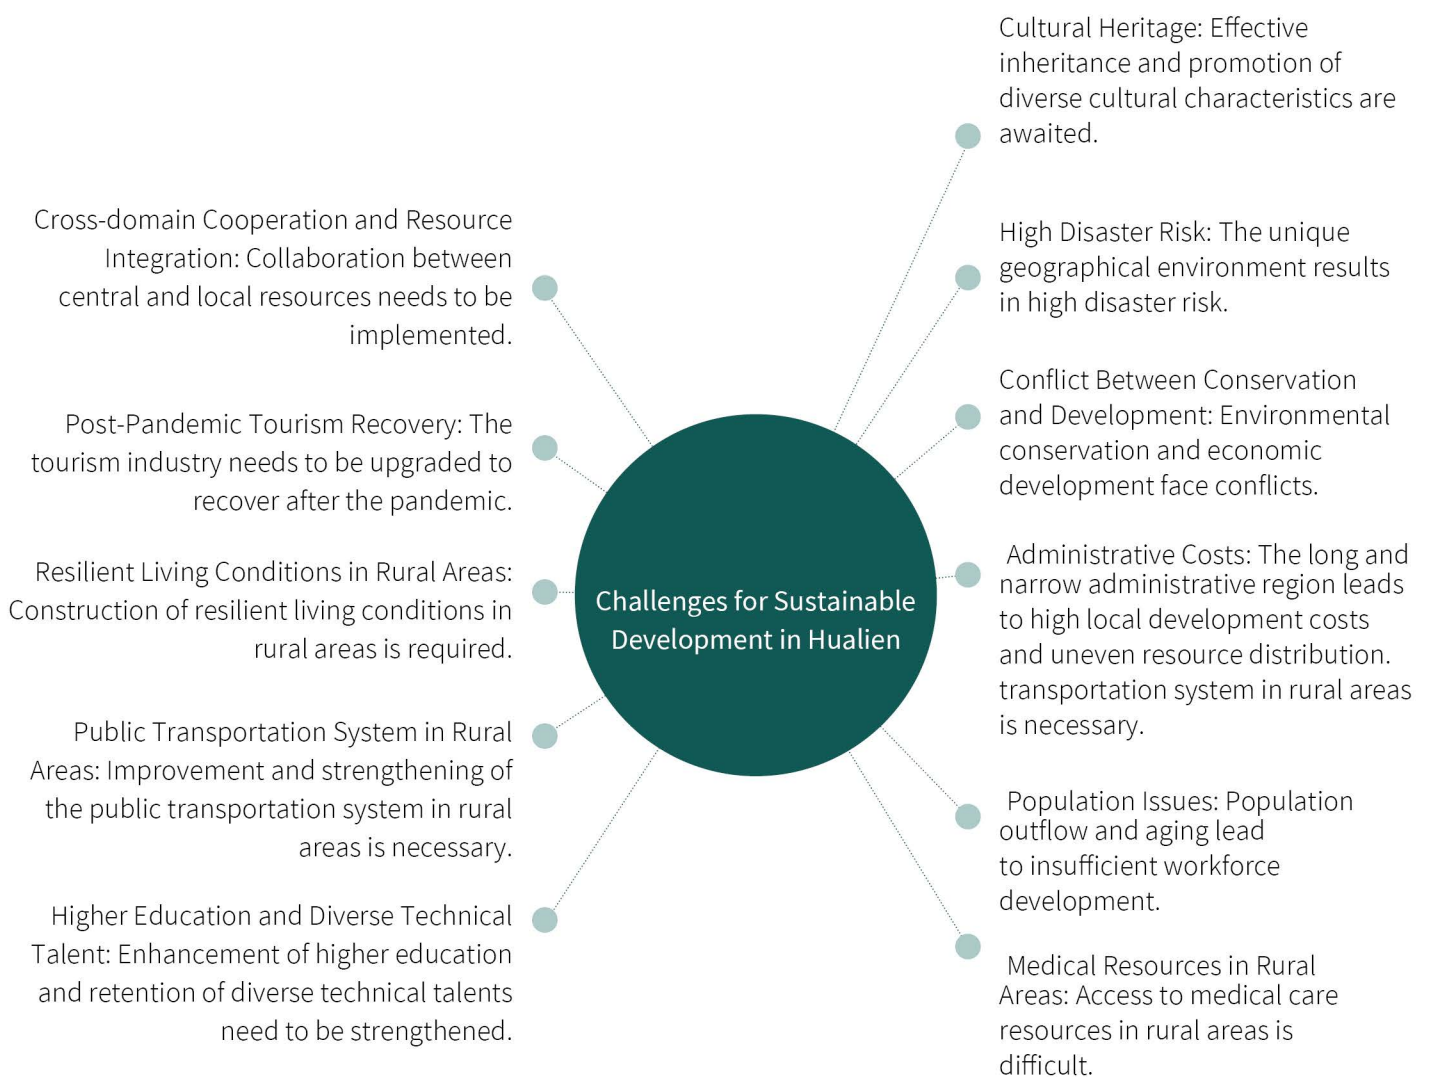 Cultural Heritage: Effective
inheritance and promotion of
diverse cultural characteristics are
awaited.
Cross-domain Cooperation and Resource
Integration: Collaboration between
central and local resources needs to be
implemented.
High Disaster Risk: The unique
geographical environment results
in high disaster risk.
Conflict Between Conservation
and Development: Environmental
conservation and economic
development face conflicts.
Post-Pandemic Tourism Recovery: The
tourism industry needs to be upgraded to
recover after the pandemic.
Resilient Living Conditions in Rural Areas:
Construction of resilient living conditions in
rural areas is required.
Challenges for Sustainable
Development in Hualien
Administrative Costs: The long and
narrow administrative region leads
to high local development costs
and uneven resource distribution.
transportation system in rural areas
is necessary.
Public Transportation System in Rural
Areas: Improvement and strengthening of
the public transportation system in rural
areas is necessary.
Population Issues: Population
outflow and aging lead
to insufficient workforce
development.
Higher Education and Diverse Technical
Talent: Enhancement of higher education
and retention of diverse technical talents
need to be strengthened.
Medical Resources in Rural
Areas: Access to medical care
resources in rural areas is
difficult.